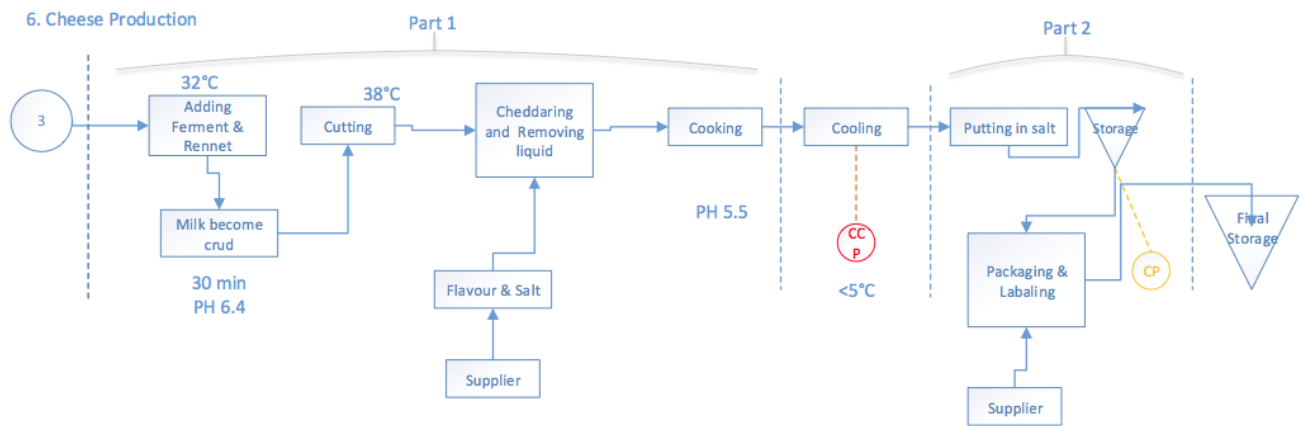 6. Cheese Production
Part 1
Part 2
3
32°C
Adding
Ferment &
Rennet
Milk become
crud
30 min
PH 6.4
Cutting
38°C
Cheddaring
and Removing
liquid
Flavour & Salt
Supplier
Cooking
PH 5.5
Cooling
CC
P
<5°C
Putting in salt
Storage
Packaging &
Labaling
Supplier
CP
Final
Storage